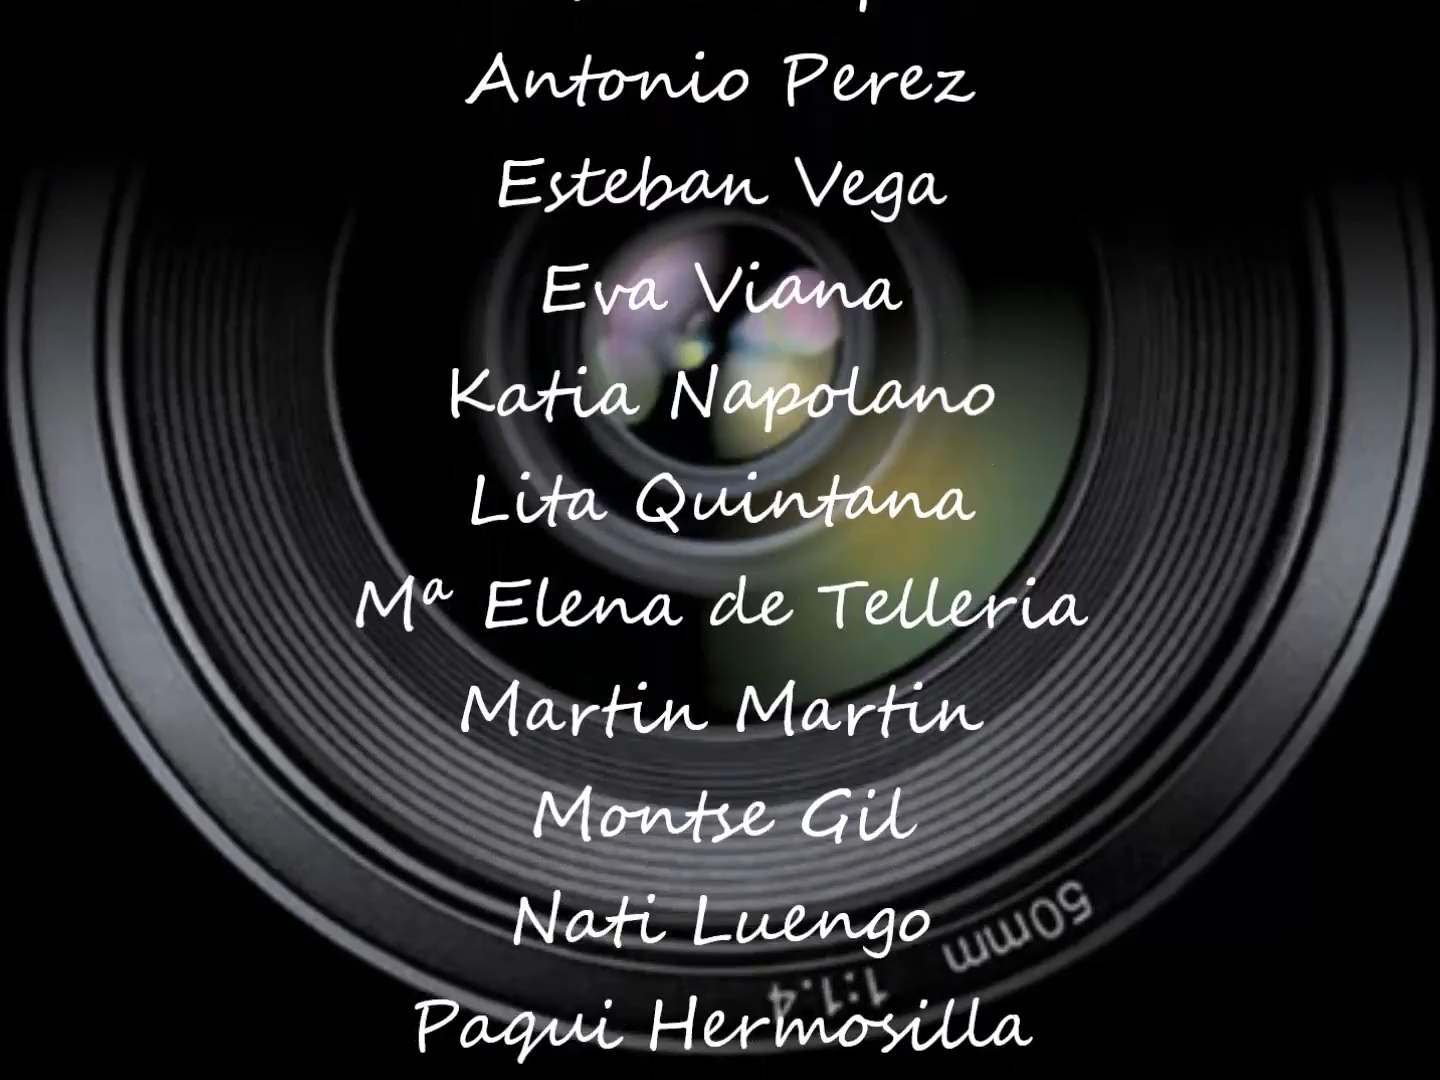 Antonio Perez
Esteban Vega
Eva Viana
Katia Napolano
Lita Quintana
Mª Elena de Telleria
Martin Martin
Montse Gil
Nati Luengo
50mm
1:1.4
Paqui Hermosilla